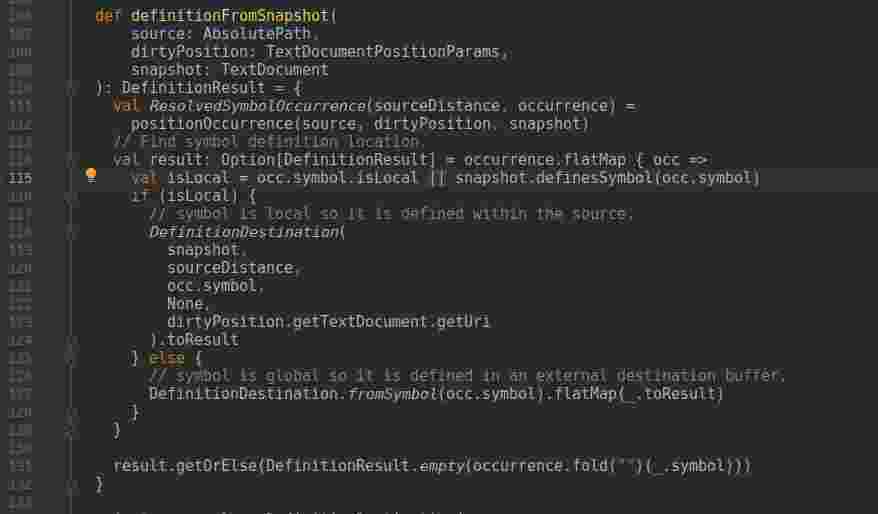 106 def definitionFromSnapshot(
107 source: AbsolutePath,
108 dirtyPosition: TextDocumentPositionParams,
109 snapshot: TextDocument
110 ): DefinitionResult = {
111 val ResolvedSymbolOccurrence(sourceDistance, occurrence) =
112 positionOccurrence(source, dirtyPosition, snapshot)
113 // Find symbol definition location.
114 val result: Option[DefinitionResult] = occurrence.flatMap { occ =>
115 val isLocal = occ.symbol.isLocal || snapshot.definesSymbol(occ.symbol)
116 if (isLocal) {
117 // symbol is local so it is defined within the source.
118 DefinitionDestination(
119 snapshot,
120 sourceDistance,
121 occ.symbol,
122 None,
123 dirtyPosition.getTextDocument.getUri
124 ).toResult
125 } else {
126 // symbol is global so it is defined in an external destination buffer.
127 DefinitionDestination.fromSymbol(occ.symbol).flatMap(_.toResult)
128 }
129 }
130
131 result.getOrElse(DefinitionResult.empty(occurrence.fold("")(_.symbol)))
132 }
133